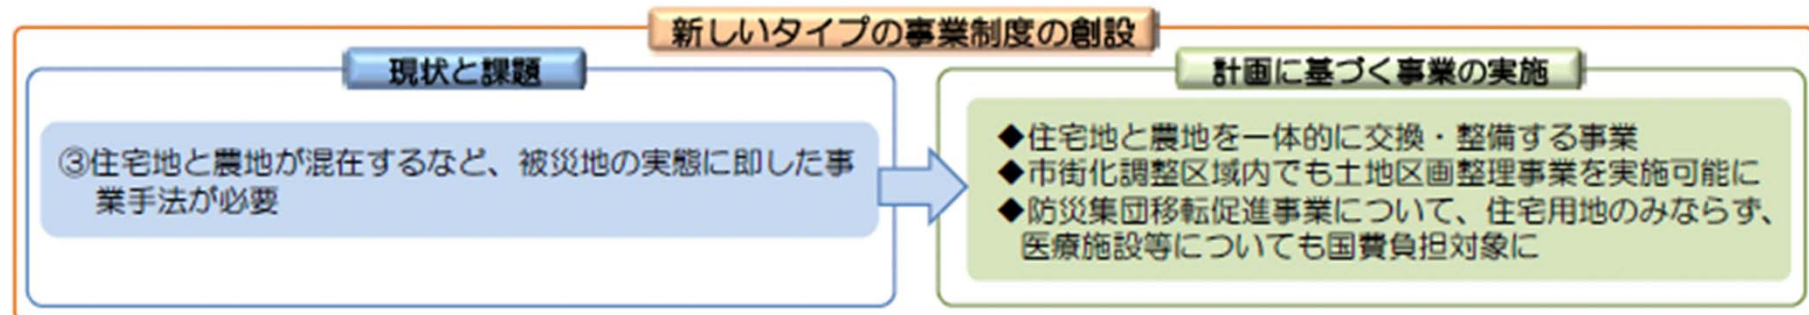 新しいタイプの事業制度の創設
現状と課題
③住宅地と農地が混在するなど、被災地の実態に即した事
業手法が必要
計画に基づく事業の実施
◆住宅地と農地を一体的に交換・整備する事業
◆市街化調整区域内でも土地区画整理事業を実施可能に
◆防災集団移転促進事業について、住宅用地のみならず、
医療施設等についても国費負担対象に